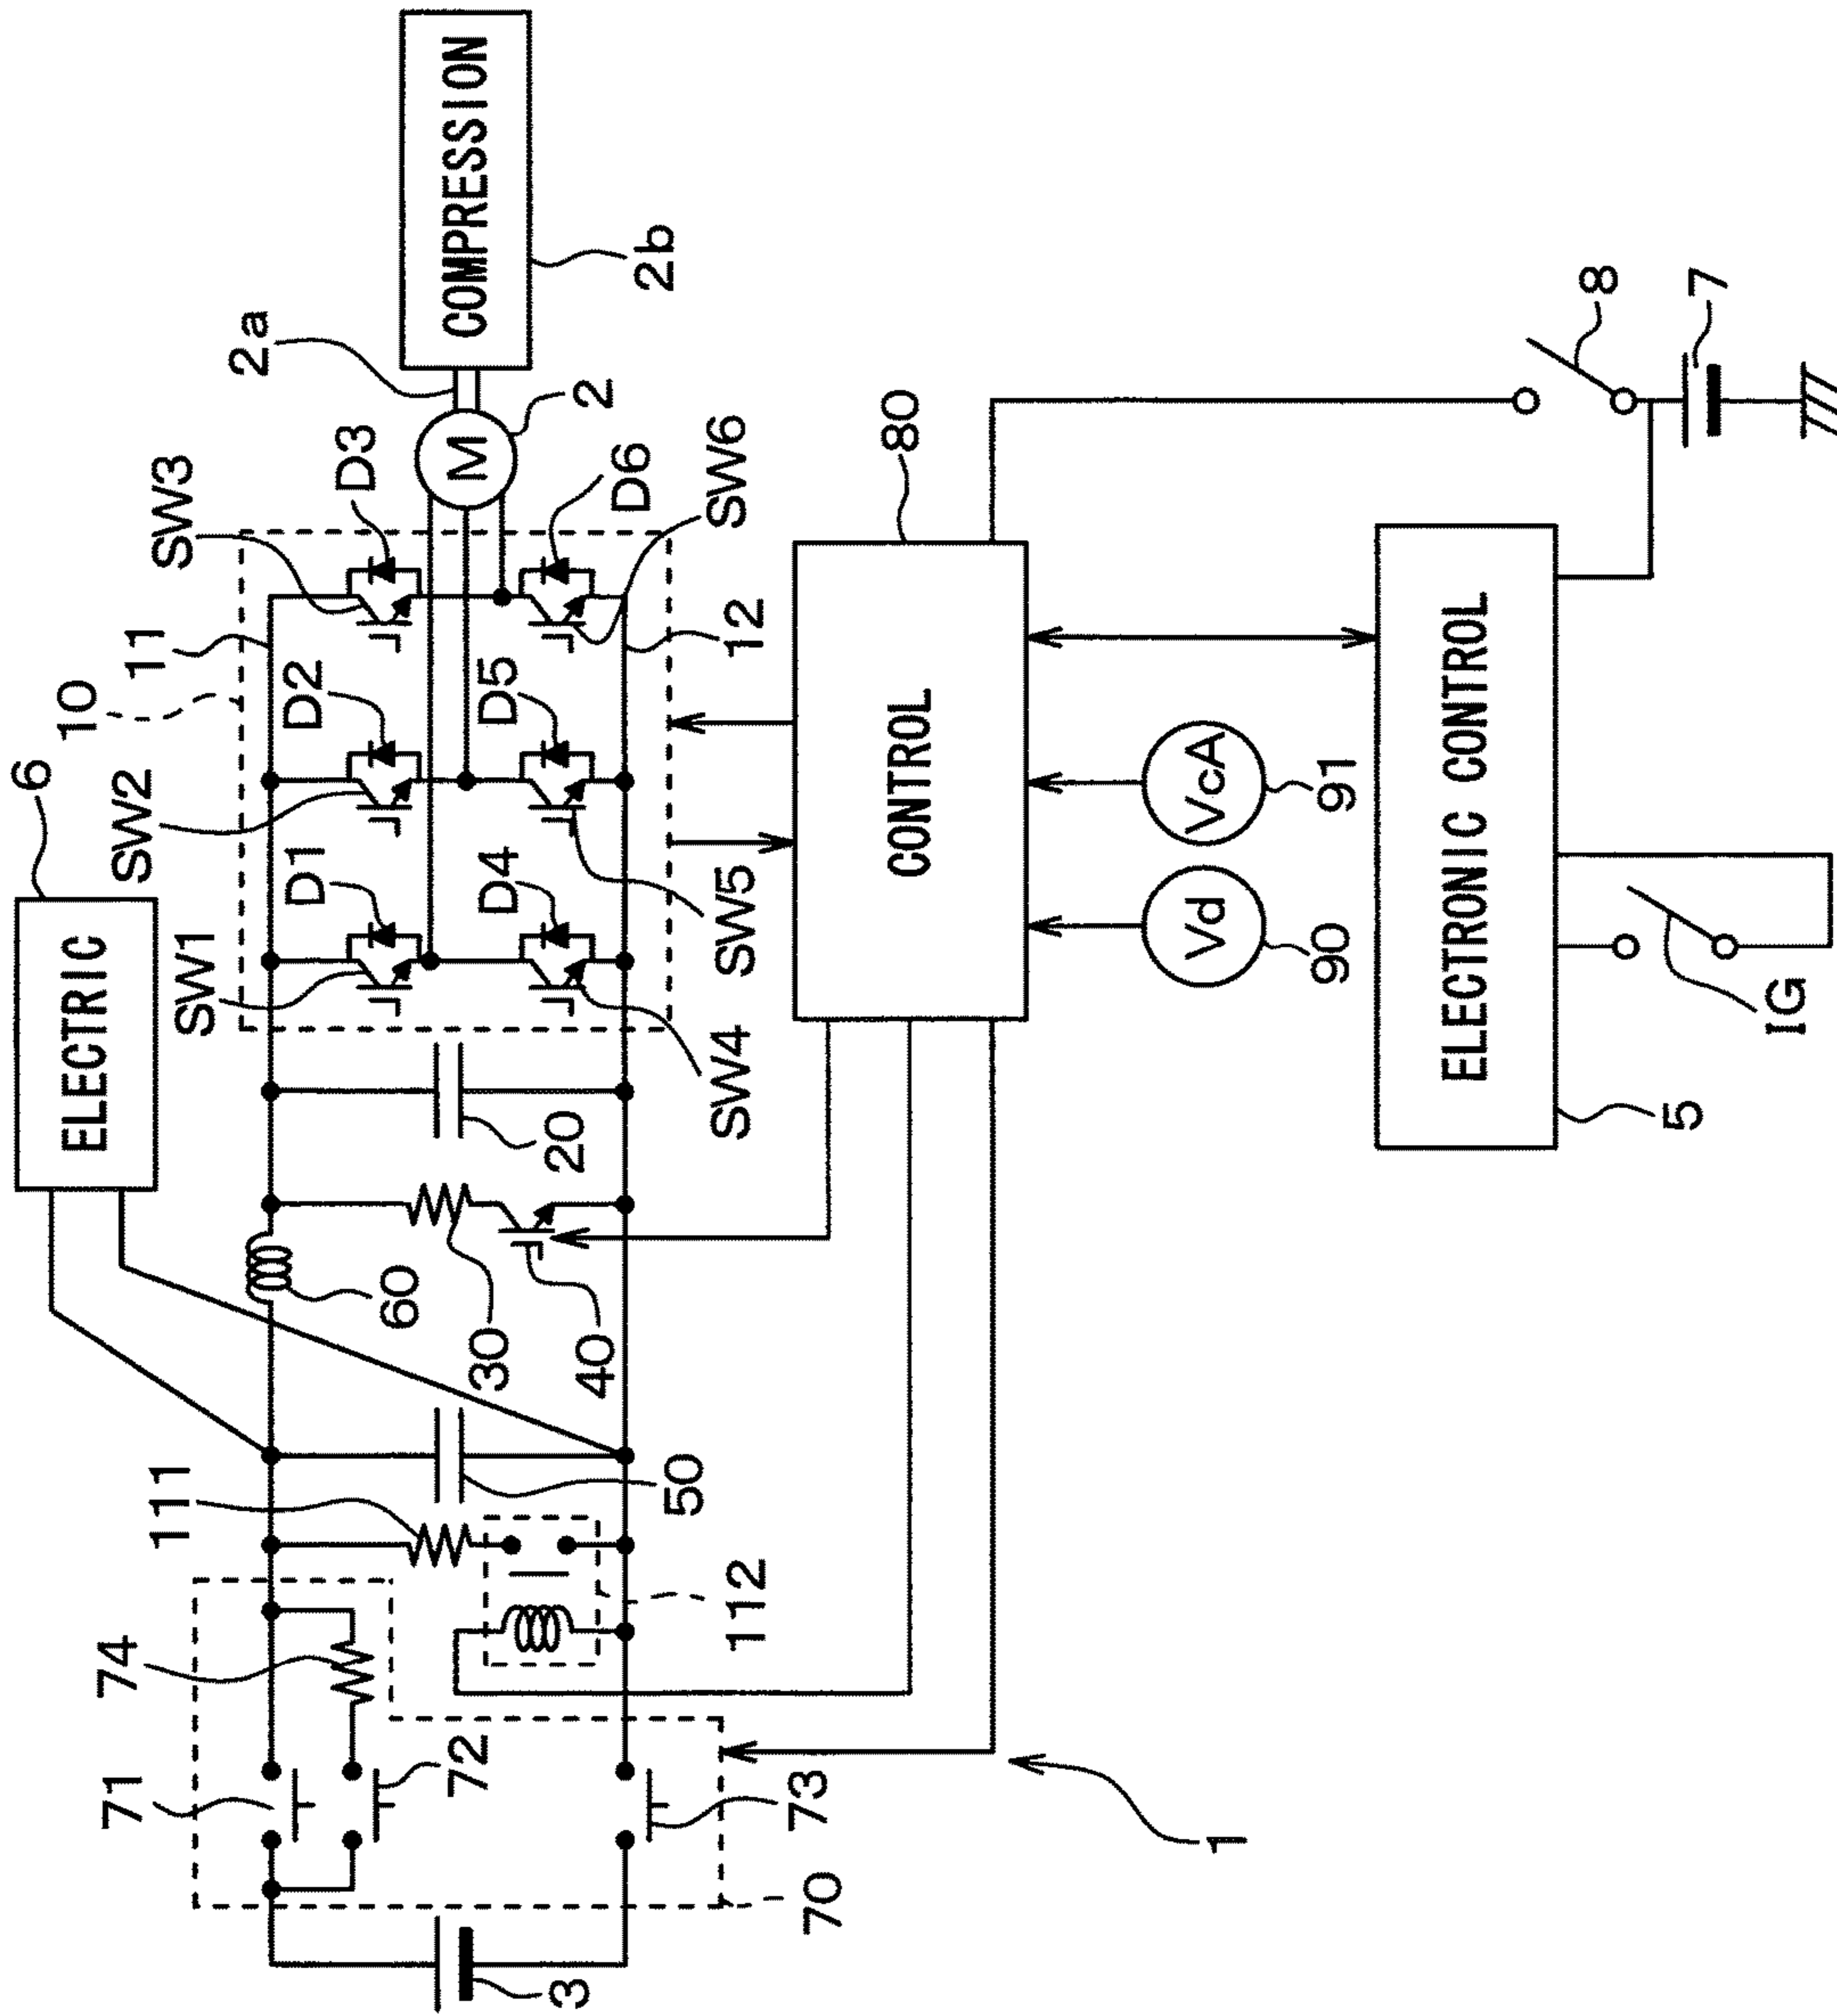 6
ELECTRIC
10
11
SW3
D3
2a
COMPRESSION
2b
2
SW2
D2
SW1
D1
D4
D5
D6
SW6
SW5
SW4
12
M
20
60
30
40
111
50
74
112
71
72
73
70
3
1
80
CONTROL
Vd
90
VcA
91
ELECTRONIC CONTROL
5
IG
8
7